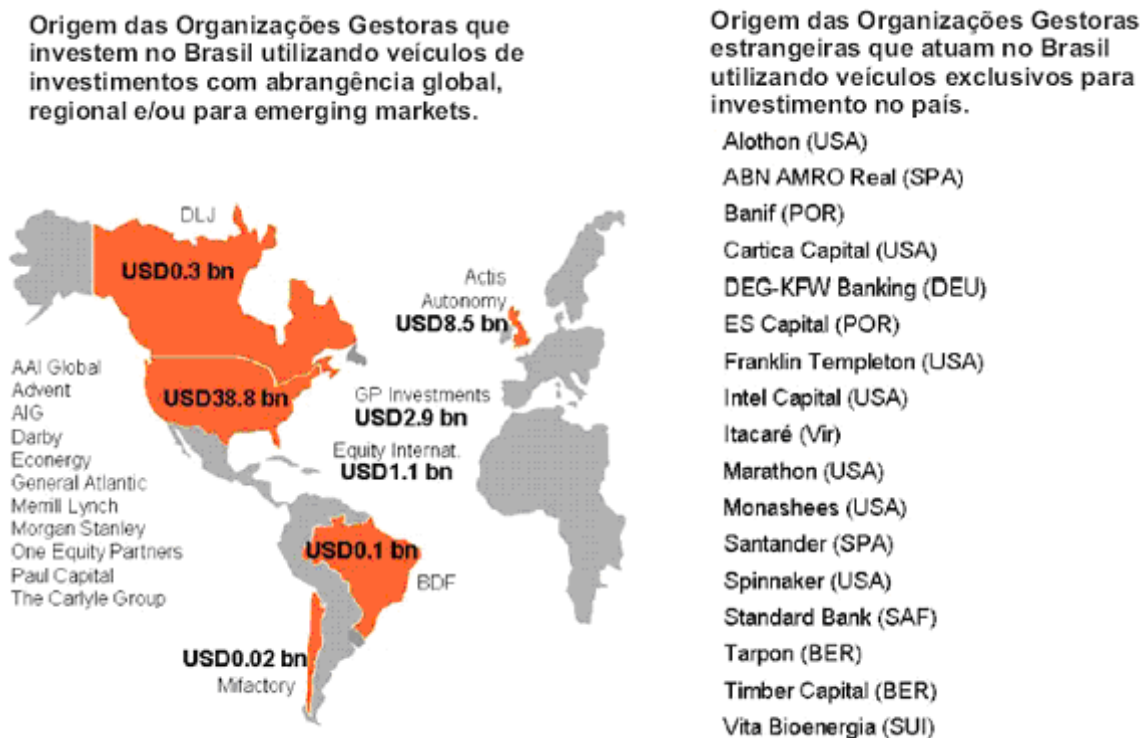 Origem das Organizações Gestoras que
investem no Brasil utilizando veículos de
investimentos com abrangência global,
regional e/ou para emerging markets.
DLJ
USD0.3 bn
Actis
Autonomy
USD8.5 bn
AAI Global
Advent
AIG
Darby
Econergy
General Atlantic
Merrill Lynch
Morgan Stanley
One Equity Partners
Paul Capital
The Carlyle Group
USD38.8 bn
GP Investments
USD2.9 bn
Equity Internat.
USD1.1 bn
USD0.1 bn
BDF
USD0.02 bn
Mifactory
Origem das Organizações Gestoras
estrangeiras que atuam no Brasil
utilizando veículos exclusivos para
investimento no país.
Alothon (USA)
ABN AMRO Real (SPA)
Banif (POR)
Cartica Capital (USA)
DEG-KFW Banking (DEU)
ES Capital (POR)
Franklin Templeton (USA)
Intel Capital (USA)
Itacaré (Vir)
Marathon (USA)
Monashees (USA)
Santander (SPA)
Spinnaker (USA)
Standard Bank (SAF)
Tarpon (BER)
Timber Capital (BER)
Vita Bioenergia (SUI)